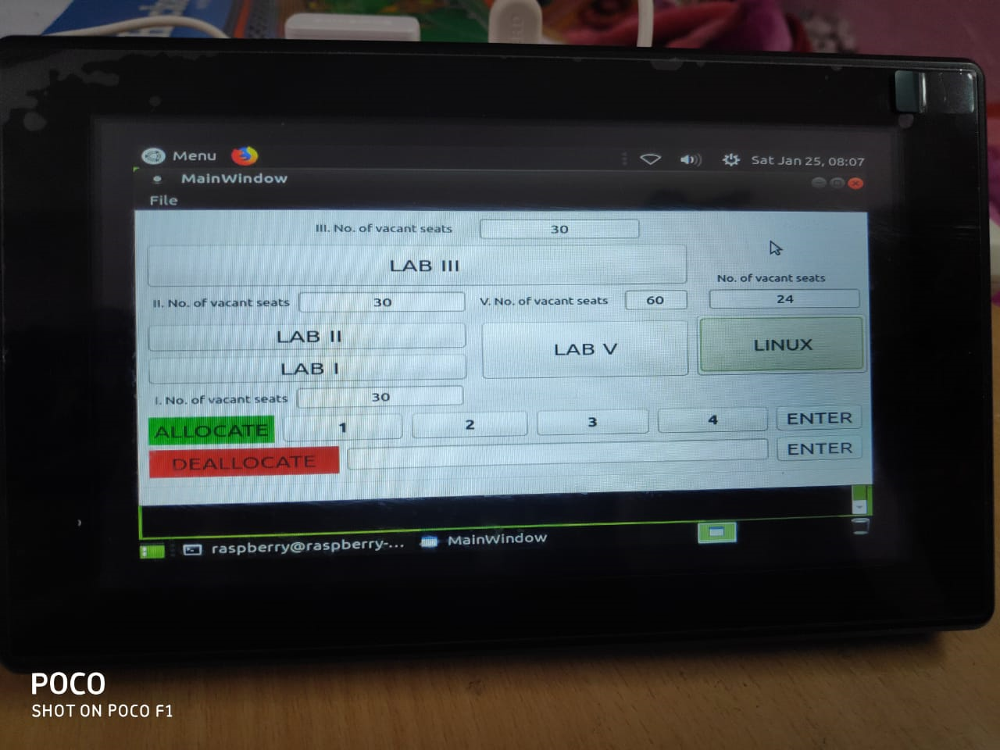 Menu
Sat Jan 25, 08:07
MainWindow
File
III. No. of vacant seats 30
LAB III
No. of vacant seats
II. No. of vacant seats 30 V. No. of vacant seats 60 24
LAB II LAB V LINUX
LAB I
I. No. of vacant seats 30
ALLOCATE 1 2 3 4 ENTER
DEALLOCATE ENTER
raspberry@raspberry-... MainWindow
POCO
SHOT ON POCO F1